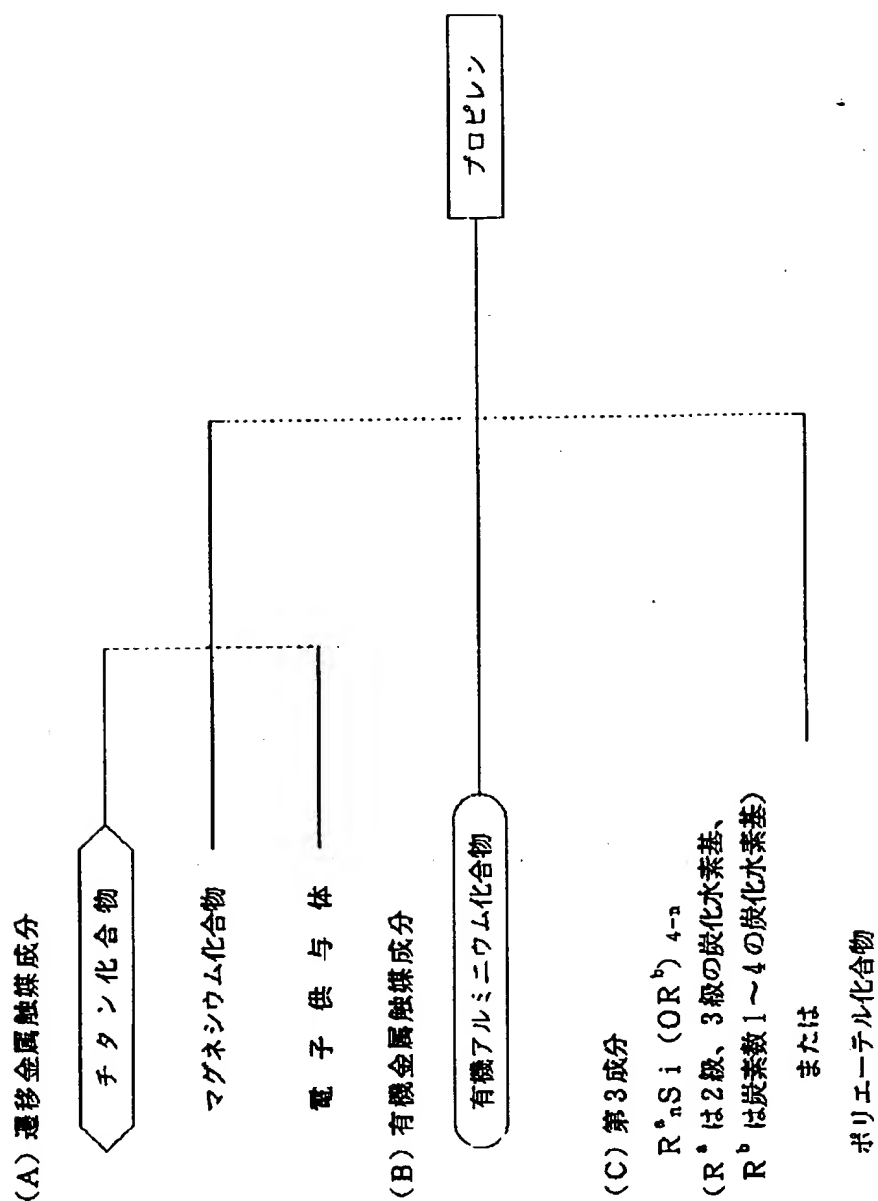 (A) 遷移金属触媒成分
チタン化合物
マグネシウム化合物
電子供与体
(B) 有機金属触媒成分
有機アルミニウム化合物
プロピレン
(C) 第3成分
RᵃₙSi(ORᵇ)₄₋ₙ
(Rᵃは2級、3級の炭化水素基、
Rᵇは炭素数1~4の炭化水素基)
または
ポリエーテル化合物